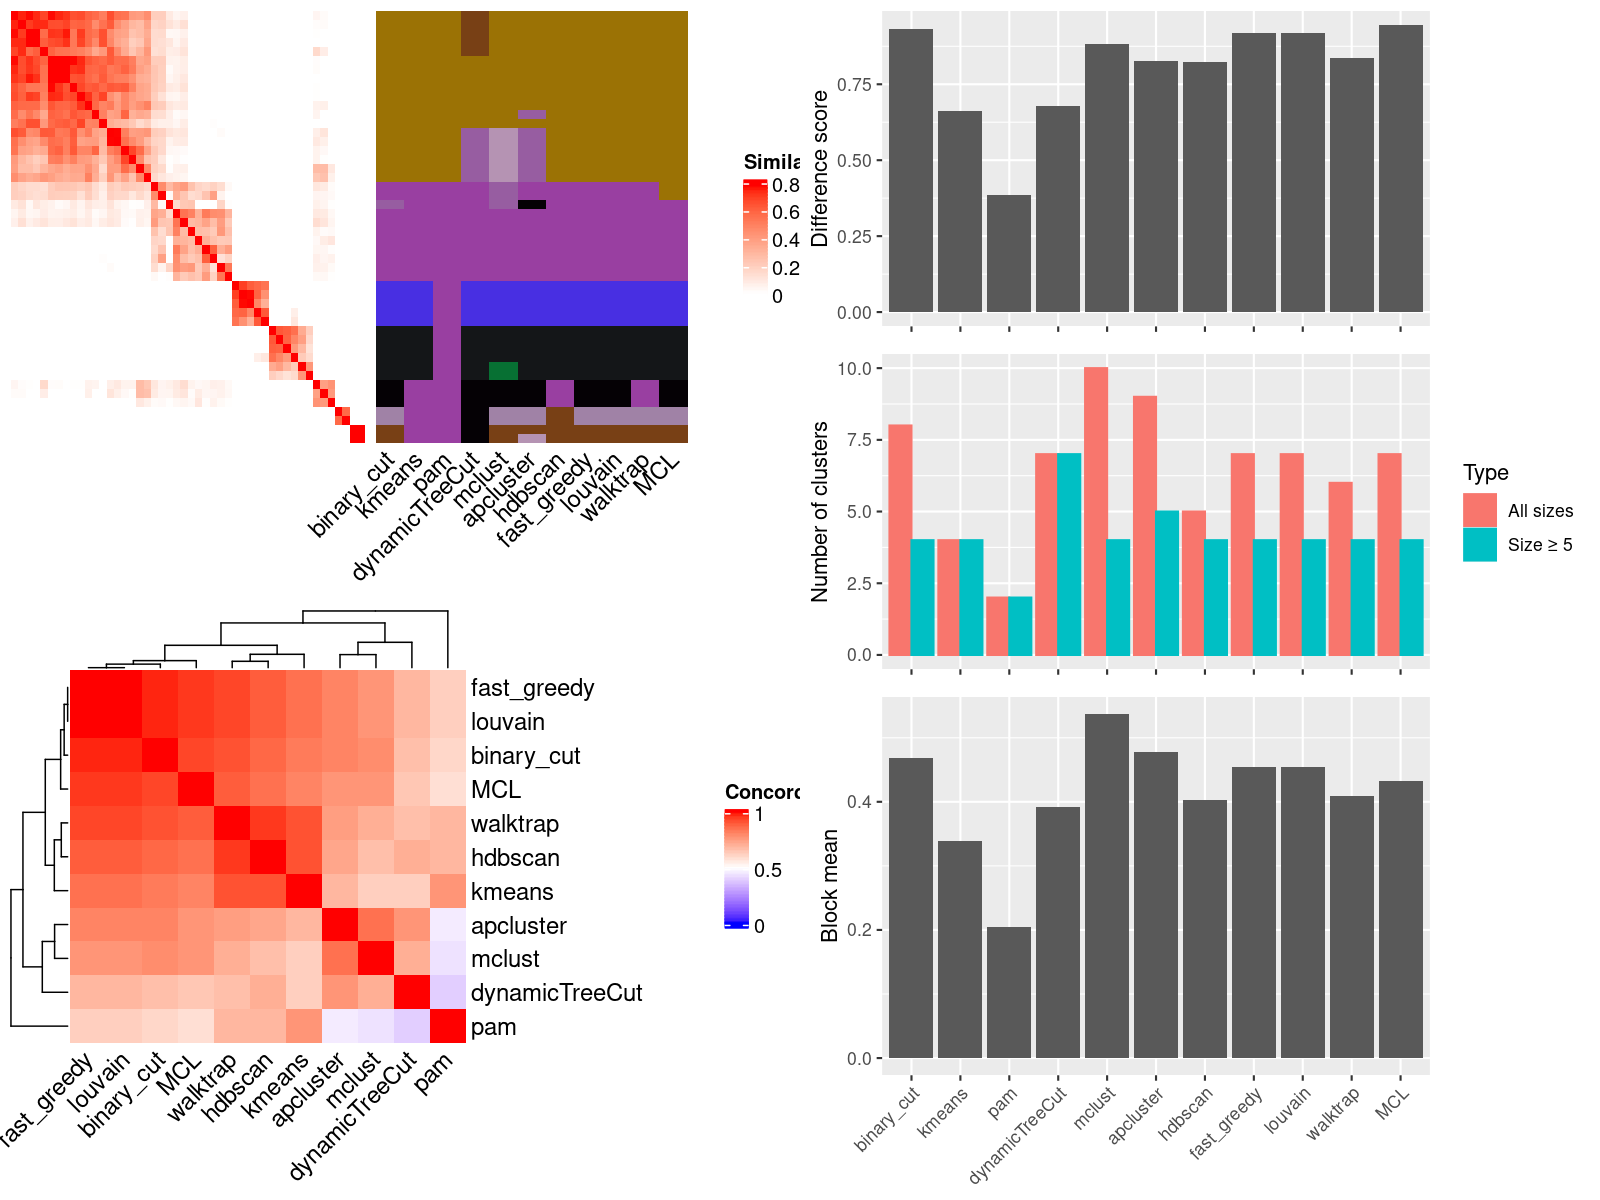 Simila
0.8
0.6
0.4
0.2
0
binary_cut
kmeans
pam
dynamicTreeCut
mclust
apcluster
hdbscan
fast_greedy
louvain
walktrap
MCL
fast_greedy
louvain
binary_cut
MCL
walktrap
hdbscan
kmeans
apcluster
mclust
dynamicTreeCut
pam
Concord
1
0.5
0
fast_greedy
louvain
binary_cut
MCL
walktrap
hdbscan
kmeans
apcluster
mclust
dynamicTreeCut
pam
Difference score
0.75
0.50
0.25
0.00
Number of clusters
10.0
7.5
5.0
2.5
0.0
Type
All sizes
Size ≥ 5
Block mean
0.4
0.2
0.0
binary_cut
kmeans
pam
dynamicTreeCut
mclust
apcluster
hdbscan
fast_greedy
louvain
walktrap
MCL